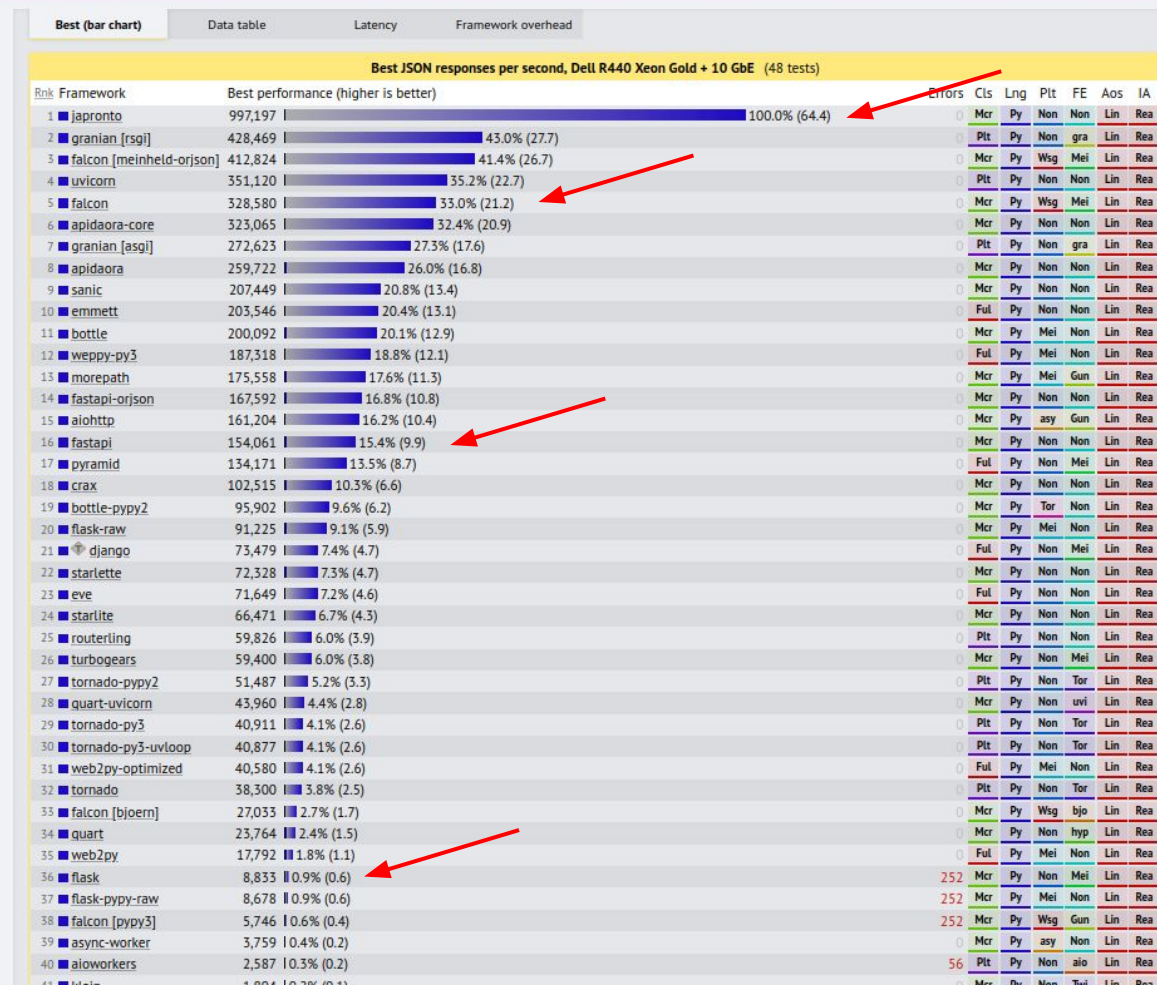 Best (bar chart) Data table Latency Framework overhead
Best JSON responses per second, Dell R440 Xeon Gold + 10 GbE (48 tests)
Rnk Framework Best performance (higher is better) Errors Cls Lng Plt FE Aos IA
1 japronto 997,197 100.0% (64.4) 0 Mcr Py Non Non Lin Rea
2 granian [rsgi] 428,469 43.0% (27.7) 0 Plt Py Non gra Lin Rea
3 falcon [meinheld-orjson] 412,824 41.4% (26.7) 0 Mcr Py Wsg Mei Lin Rea
4 uvicorn 351,120 35.2% (22.7) 0 Plt Py Non Non Lin Rea
5 falcon 328,580 33.0% (21.2) 0 Mcr Py Wsg Mei Lin Rea
6 apidaora-core 323,065 32.4% (20.9) 0 Mcr Py Non Non Lin Rea
7 granian [asgi] 272,623 27.3% (17.6) 0 Plt Py Non gra Lin Rea
8 apidaora 259,722 26.0% (16.8) 0 Mcr Py Non Non Lin Rea
9 sanic 207,449 20.8% (13.4) 0 Mcr Py Non Non Lin Rea
10 emmett 203,546 20.4% (13.1) 0 Ful Py Non Non Lin Rea
11 bottle 200,092 20.1% (12.9) 0 Mcr Py Mei Non Lin Rea
12 weppy-py3 187,318 18.8% (12.1) 0 Ful Py Mei Non Lin Rea
13 morepath 175,558 17.6% (11.3) 0 Mcr Py Mei Gun Lin Rea
14 fastapi-orjson 167,592 16.8% (10.8) 0 Mcr Py Non Non Lin Rea
15 aiohttp 161,204 16.2% (10.4) 0 Mcr Py asy Gun Lin Rea
16 fastapi 154,061 15.4% (9.9) 0 Mcr Py Non Non Lin Rea
17 pyramid 134,171 13.5% (8.7) 0 Ful Py Non Mei Lin Rea
18 crax 102,515 10.3% (6.6) 0 Mcr Py Non Non Lin Rea
19 bottle-pypy2 95,902 9.6% (6.2) 0 Mcr Py Tor Non Lin Rea
20 flask-raw 91,225 9.1% (5.9) 0 Mcr Py Mei Non Lin Rea
21 django 73,479 7.4% (4.7) 0 Ful Py Non Mei Lin Rea
22 starlette 72,328 7.3% (4.7) 0 Mcr Py Non Non Lin Rea
23 eve 71,649 7.2% (4.6) 0 Ful Py Non Non Lin Rea
24 starlite 66,471 6.7% (4.3) 0 Mcr Py Non Non Lin Rea
25 routerling 59,826 6.0% (3.9) 0 Plt Py Non Non Lin Rea
26 turbogears 59,400 6.0% (3.8) 0 Mcr Py Non Mei Lin Rea
27 tornado-pypy2 51,487 5.2% (3.3) 0 Plt Py Non Tor Lin Rea
28 quart-uvicorn 43,960 4.4% (2.8) 0 Mcr Py Non uvi Lin Rea
29 tornado-py3 40,911 4.1% (2.6) 0 Plt Py Non Tor Lin Rea
30 tornado-py3-uvloop 40,877 4.1% (2.6) 0 Plt Py Non Tor Lin Rea
31 web2py-optimized 40,580 4.1% (2.6) 0 Ful Py Mei Non Lin Rea
32 tornado 38,300 3.8% (2.5) 0 Plt Py Non Tor Lin Rea
33 falcon [bjoern] 27,033 2.7% (1.7) 0 Mcr Py Wsg bjo Lin Rea
34 quart 23,764 2.4% (1.5) 0 Mcr Py Non hyp Lin Rea
35 web2py 17,792 1.8% (1.1) 0 Ful Py Mei Non Lin Rea
36 flask 8,833 0.9% (0.6) 252 Mcr Py Non Mei Lin Rea
37 flask-pypy-raw 8,678 0.9% (0.6) 252 Mcr Py Mei Non Lin Rea
38 falcon [pypy3] 5,746 0.6% (0.4) 252 Mcr Py Wsg Gun Lin Rea
39 async-worker 3,759 0.4% (0.2) 0 Mcr Py asy Non Lin Rea
40 aioworkers 2,587 0.3% (0.2) 56 Plt Py Non aio Lin Rea